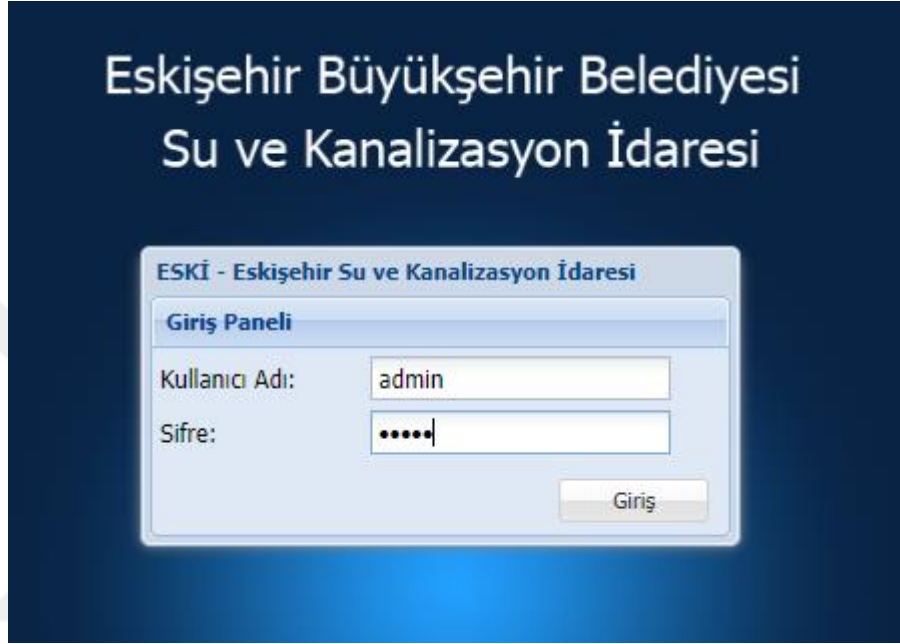 Eskişehir Büyükşehir Belediyesi
Su ve Kanalizasyon İdaresi
ESKİ - Eskişehir Su ve Kanalizasyon İdaresi
Giriş Paneli
Kullanıcı Adı: admin
Sifre: •••••
Giriş